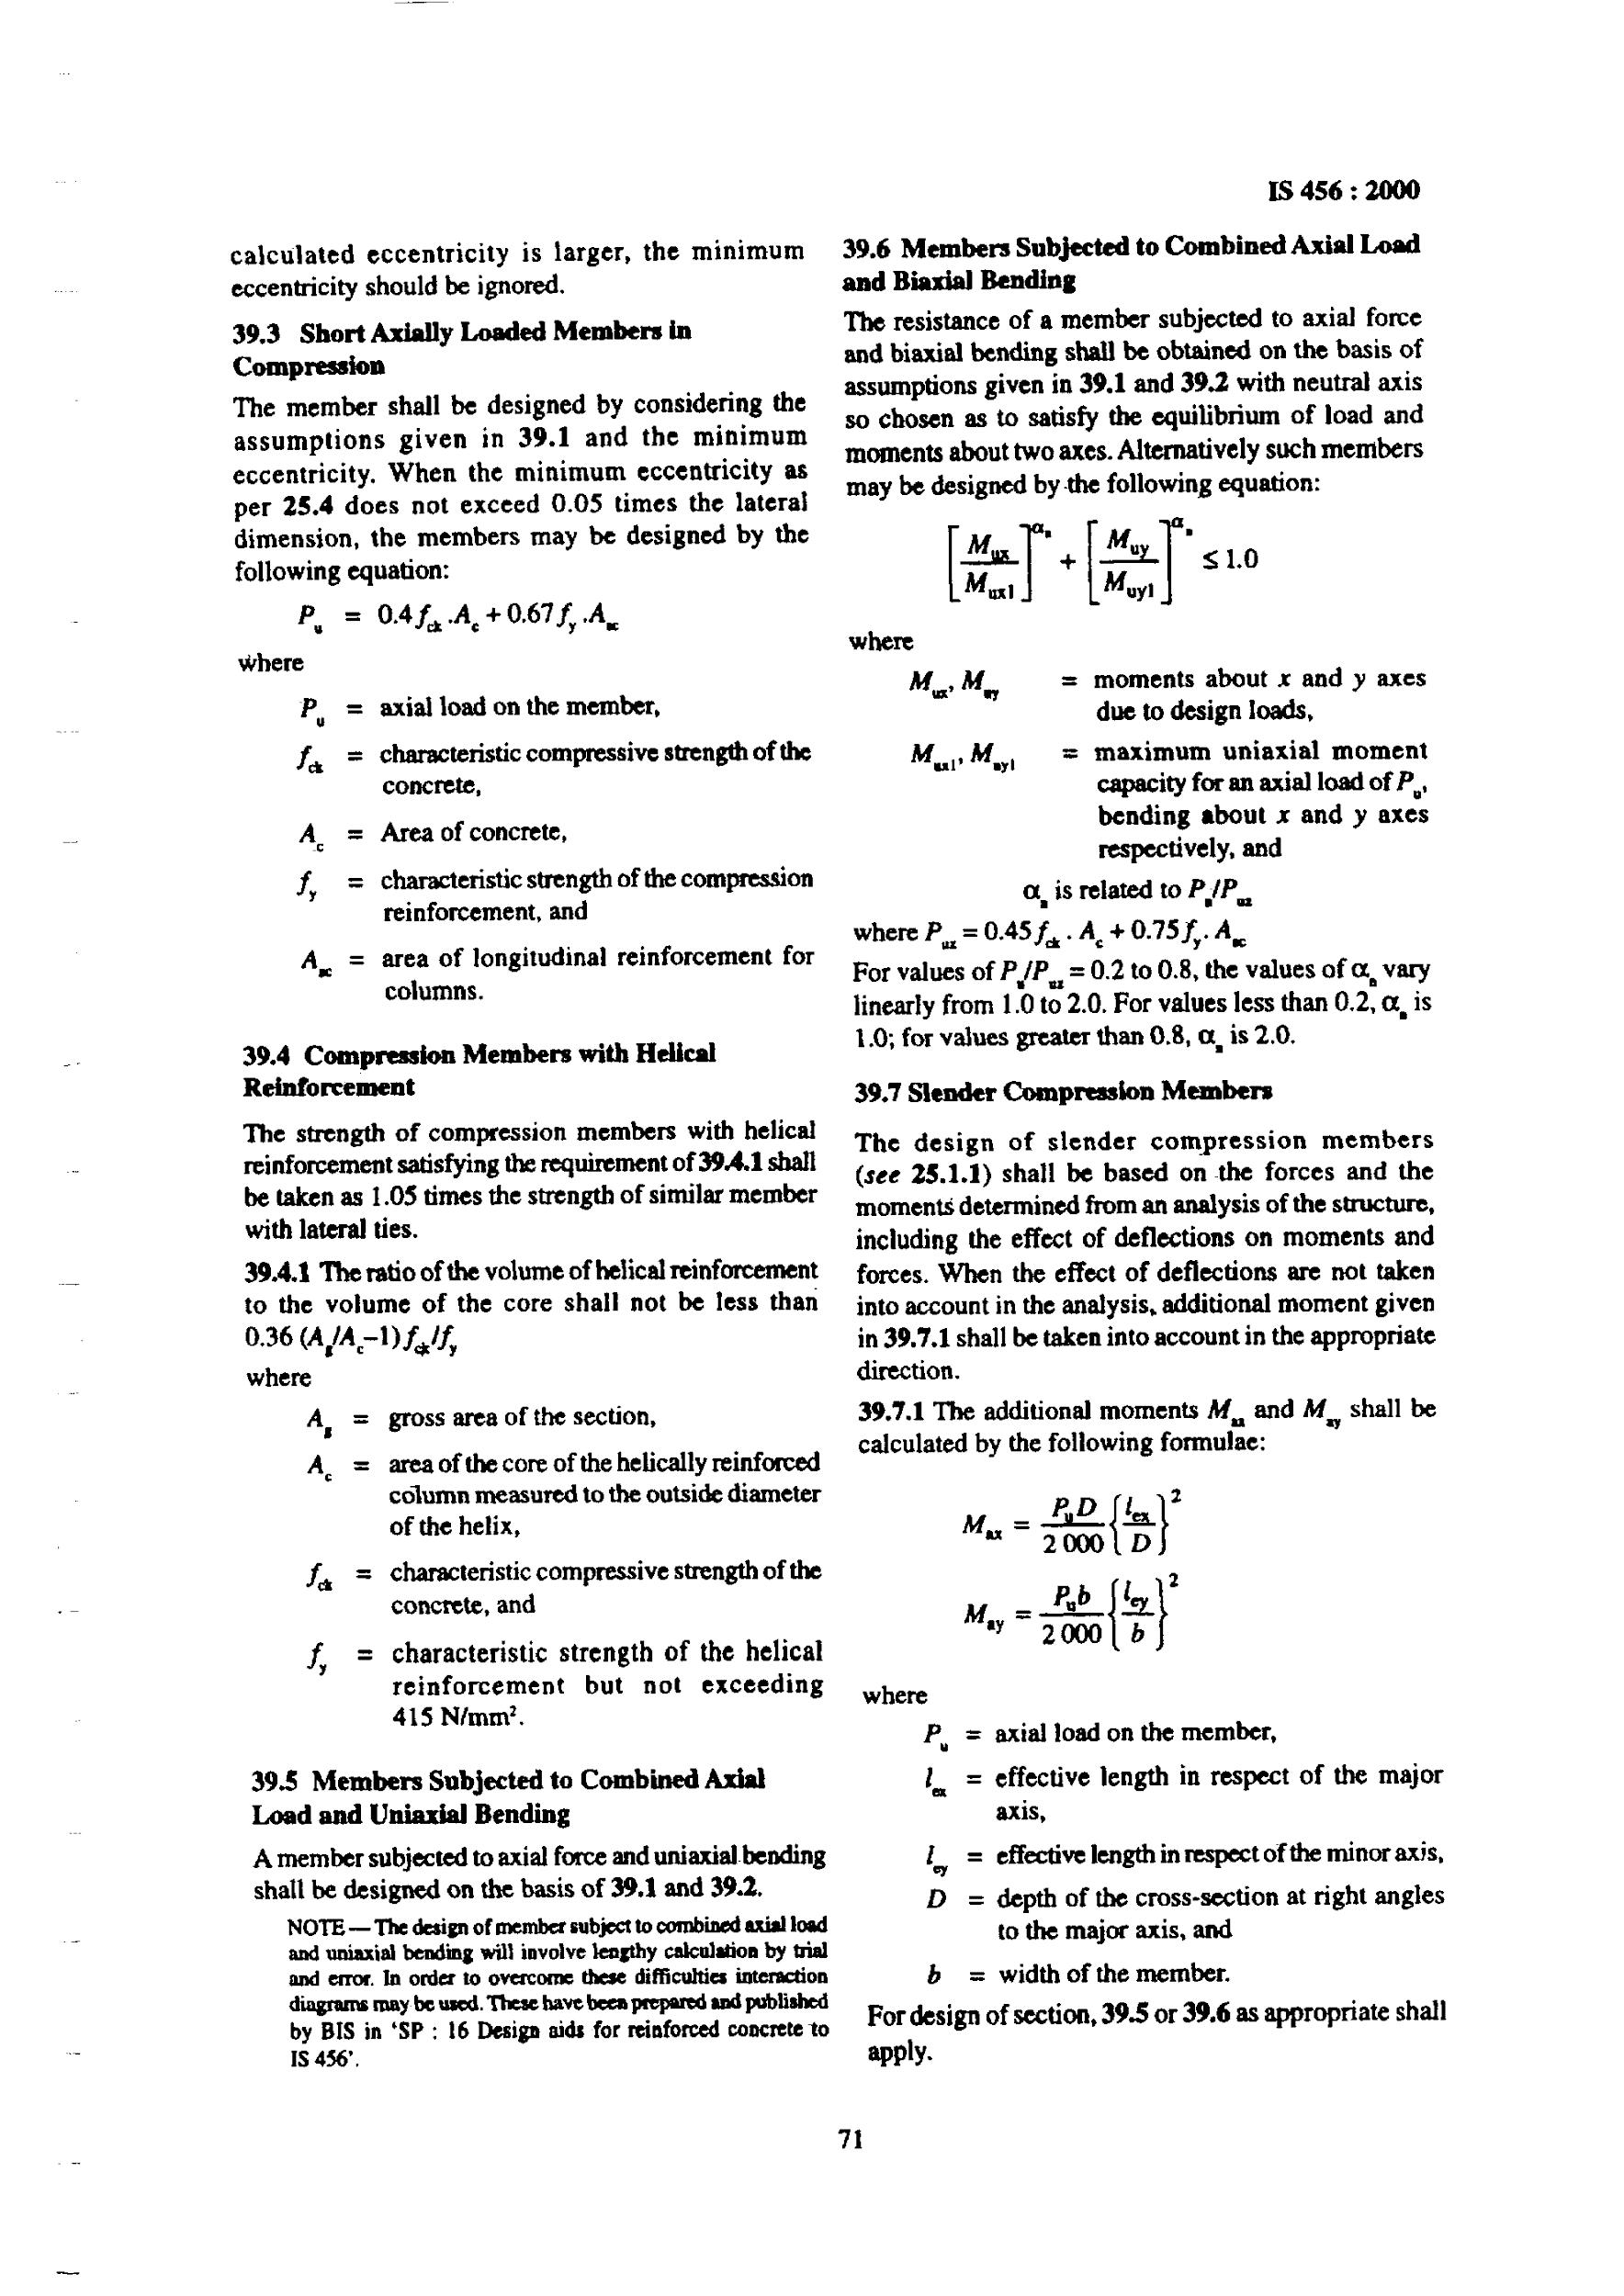 IS 456 : 2000
calculated eccentricity is larger, the minimum
eccentricity should be ignored.
39.3 Short Axially Loaded Members in
Compression
The member shall be designed by considering the
assumptions given in 39.1 and the minimum
eccentricity. When the minimum eccentricity as
per 25.4 does not exceed 0.05 times the lateral
dimension, the members may be designed by the
following equation:
P_u = 0.4 f_ck .A_c + 0.67 f_y .A_sc
where
P_u = axial load on the member,
f_ck = characteristic compressive strength of the
concrete,
A_c = Area of concrete,
f_y = characteristic strength of the compression
reinforcement, and
A_sc = area of longitudinal reinforcement for
columns.
39.4 Compression Members with Helical
Reinforcement
The strength of compression members with helical
reinforcement satisfying the requirement of 39.4.1 shall
be taken as 1.05 times the strength of similar member
with lateral ties.
39.4.1 The ratio of the volume of helical reinforcement
to the volume of the core shall not be less than
0.36 (A_g/A_c –1) f_ck/f_y
where
A_g = gross area of the section,
A_c = area of the core of the helically reinforced
column measured to the outside diameter
of the helix,
f_ck = characteristic compressive strength of the
concrete, and
f_y = characteristic strength of the helical
reinforcement but not exceeding
415 N/mm².
39.5 Members Subjected to Combined Axial
Load and Uniaxial Bending
A member subjected to axial force and uniaxial bending
shall be designed on the basis of 39.1 and 39.2.
NOTE — The design of member subject to combined axial load
and uniaxial bending will involve lengthy calculation by trial
and error. In order to overcome these difficulties interaction
diagrams may be used. These have been prepared and published
by BIS in ‘SP : 16 Design aids for reinforced concrete to
IS 456’.
39.6 Members Subjected to Combined Axial Load
and Biaxial Bending
The resistance of a member subjected to axial force
and biaxial bending shall be obtained on the basis of
assumptions given in 39.1 and 39.2 with neutral axis
so chosen as to satisfy the equilibrium of load and
moments about two axes. Alternatively such members
may be designed by the following equation:
[M_ux / M_ux1]^α_n + [M_uy / M_uy1]^α_n ≤ 1.0
where
M_ux, M_uy = moments about x and y axes
due to design loads,
M_ux1, M_uy1 = maximum uniaxial moment
capacity for an axial load of P_u,
bending about x and y axes
respectively, and
α_n is related to P_u/P_uz
where P_uz = 0.45 f_ck . A_c + 0.75 f_y. A_sc
For values of P_u/P_uz = 0.2 to 0.8, the values of α_n vary
linearly from 1.0 to 2.0. For values less than 0.2, α_n is
1.0; for values greater than 0.8, α_n is 2.0.
39.7 Slender Compression Members
The design of slender compression members
(see 25.1.1) shall be based on the forces and the
moments determined from an analysis of the structure,
including the effect of deflections on moments and
forces. When the effect of deflections are not taken
into account in the analysis, additional moment given
in 39.7.1 shall be taken into account in the appropriate
direction.
39.7.1 The additional moments M_ax and M_ay shall be
calculated by the following formulae:
M_ax = P_u D / 2 000 {l_ex / D}²
M_ay = P_u b / 2 000 {l_ey / b}²
where
P_u = axial load on the member,
l_ex = effective length in respect of the major
axis,
l_ey = effective length in respect of the minor axis,
D = depth of the cross-section at right angles
to the major axis, and
b = width of the member.
For design of section, 39.5 or 39.6 as appropriate shall
apply.
71